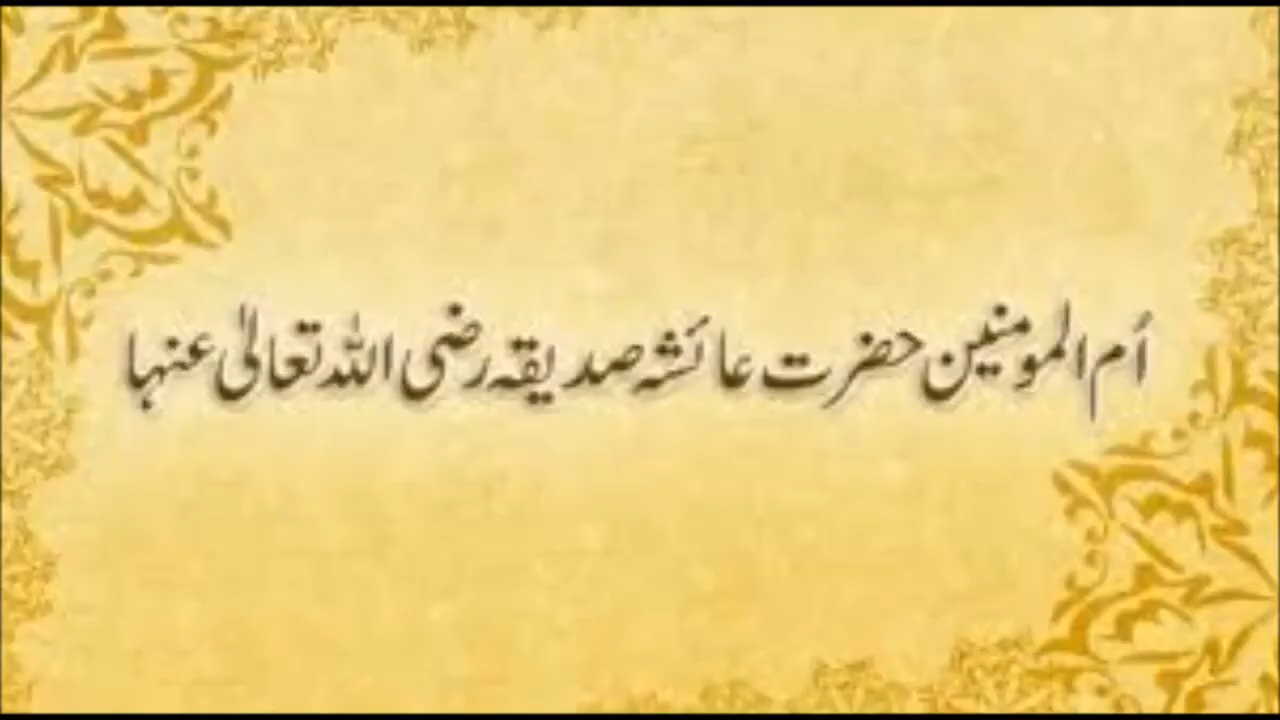 اُم المومنین حضرت عائشہ صدیقہ رضی اللہ تعالیٰ عنہا